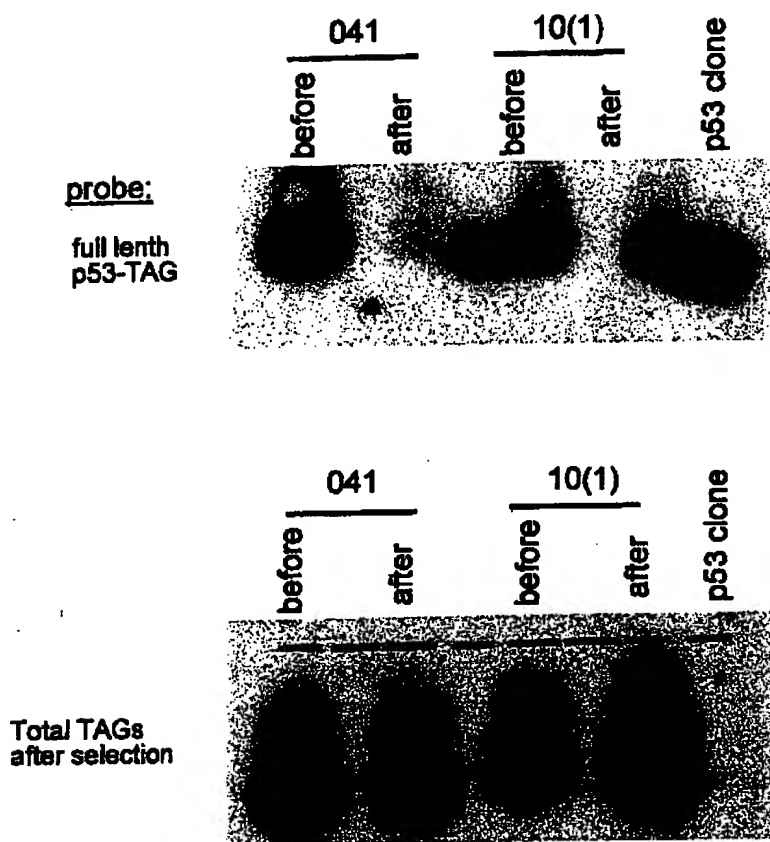 041 10(1)
before after before after p53 clone
probe:
full lenth
p53-TAG
041 10(1)
before after before after p53 clone
Total TAGs
after selection